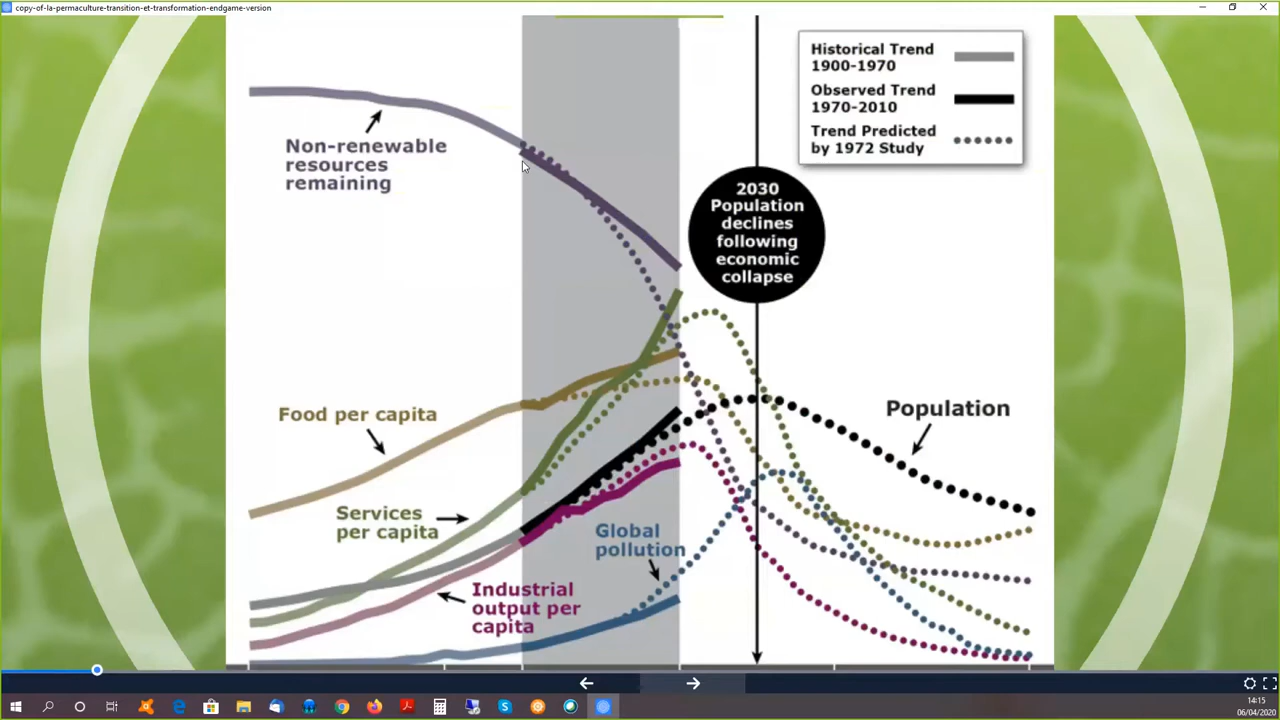 copy-of-la-permaculture-transition-et-transformation-endgame-version
Historical Trend
1900-1970
Observed Trend
1970-2010
Trend Predicted
by 1972 Study
Non-renewable
resources
remaining
2030
Population
declines
following
economic
collapse
Food per capita
Population
Services
per capita
Global
pollution
Industrial
output per
capita
14:15
06/04/2020